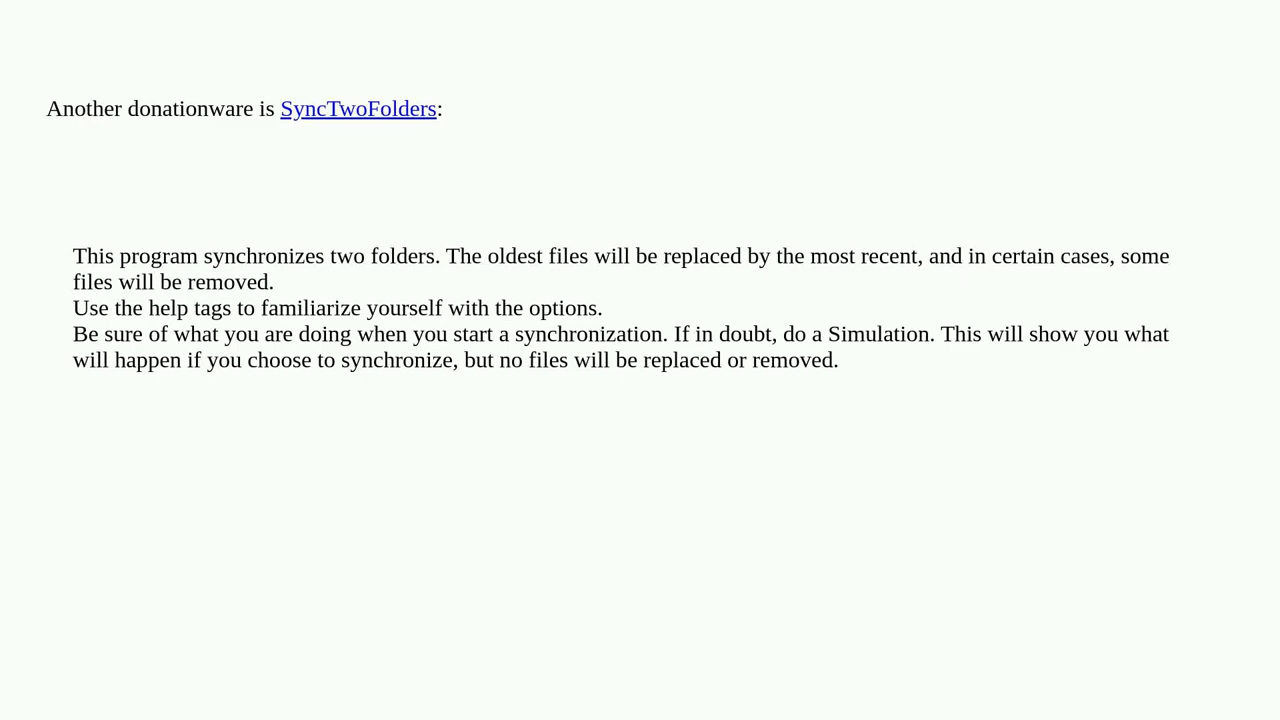 Another donationware is SyncTwoFolders:
This program synchronizes two folders. The oldest files will be replaced by the most recent, and in certain cases, some
files will be removed.
Use the help tags to familiarize yourself with the options.
Be sure of what you are doing when you start a synchronization. If in doubt, do a Simulation. This will show you what
will happen if you choose to synchronize, but no files will be replaced or removed.